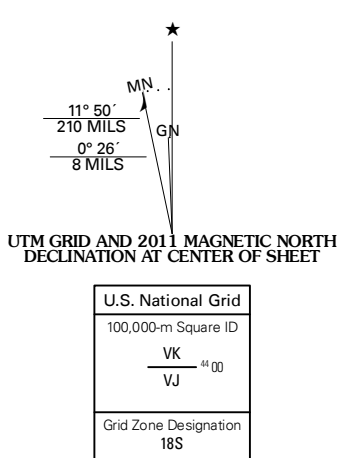 ★
MN
GN
11° 50´
210 MILS
0° 26´
8 MILS
UTM GRID AND 2011 MAGNETIC NORTH
DECLINATION AT CENTER OF SHEET
U.S. National Grid
100,000-m Square ID
VK
44 00
VJ
Grid Zone Designation
18S